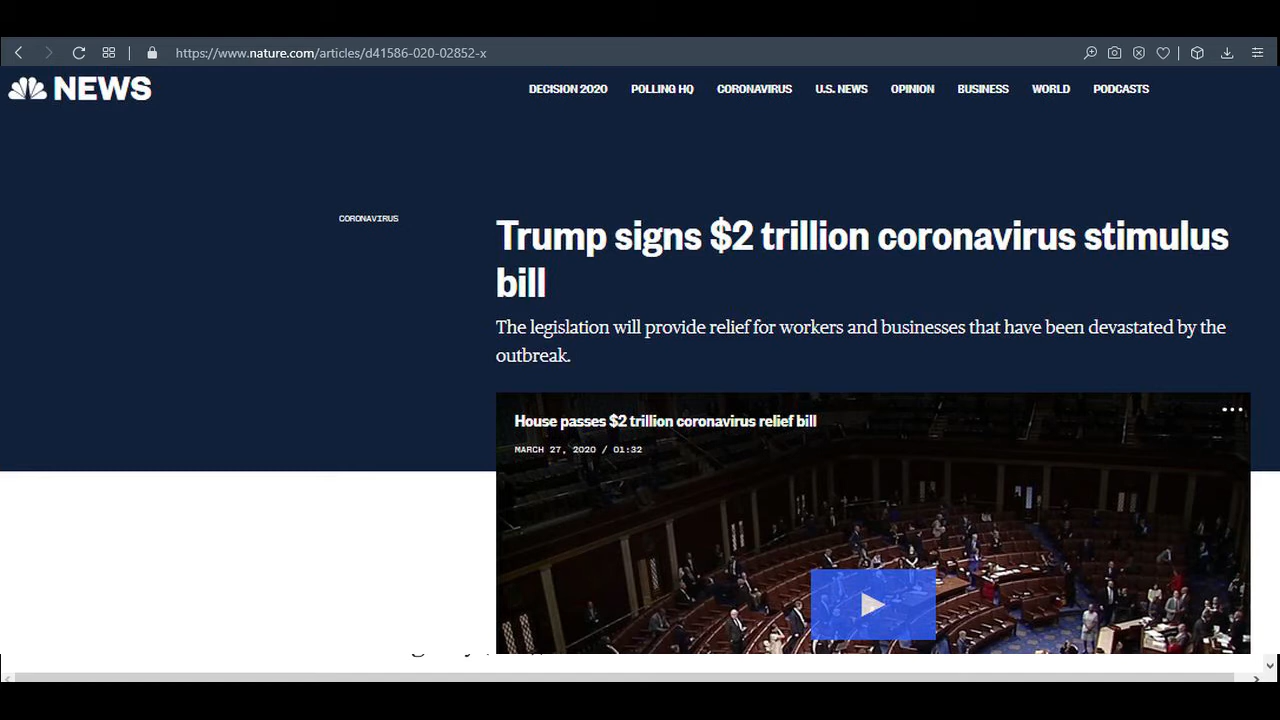 https://www.nature.com/articles/d41586-020-02852-x
NEWS
DECISION 2020 POLLING HQ CORONAVIRUS U.S. NEWS OPINION BUSINESS WORLD PODCASTS
CORONAVIRUS
Trump signs $2 trillion coronavirus stimulus
bill
The legislation will provide relief for workers and businesses that have been devastated by the
outbreak.
House passes $2 trillion coronavirus relief bill
MARCH 27, 2020 / 01:32